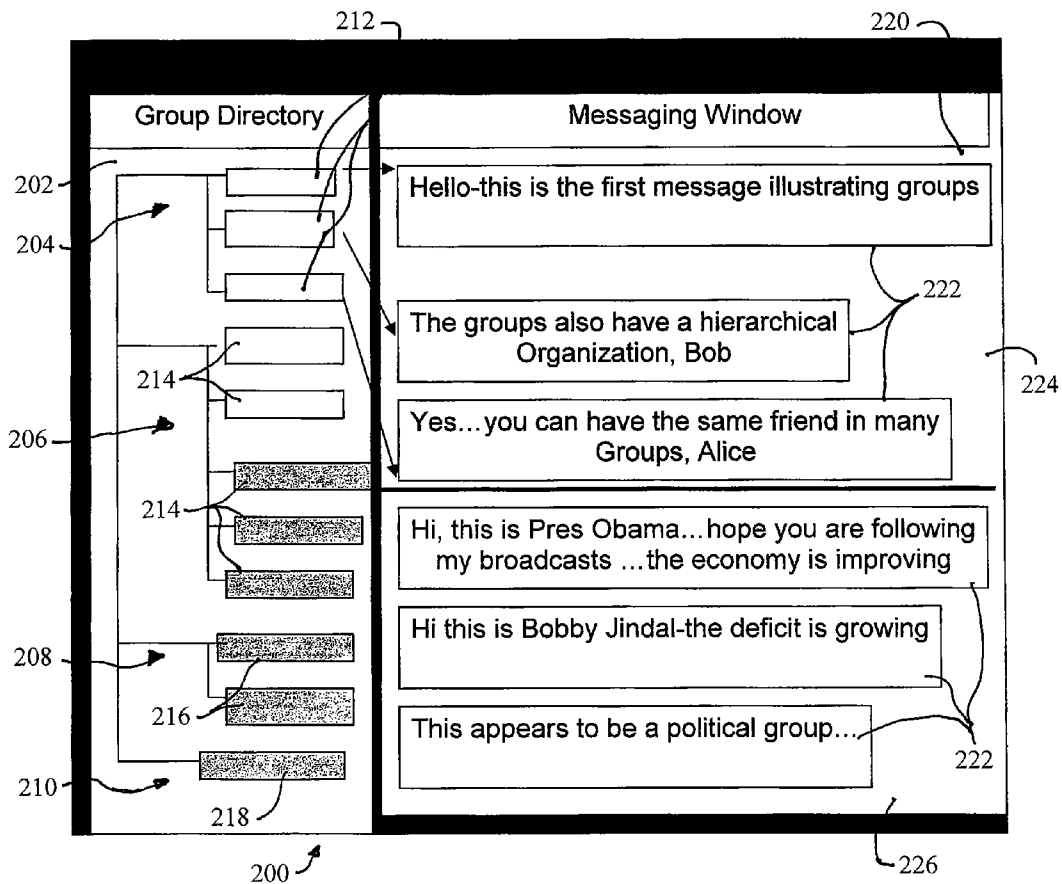 212
220
Group Directory
Messaging Window
202
Hello-this is the first message illustrating groups
204
222
The groups also have a hierarchical
Organization, Bob
224
214
206
Yes...you can have the same friend in many
Groups, Alice
214
Hi, this is Pres Obama...hope you are following
my broadcasts ...the economy is improving
Hi this is Bobby Jindal-the deficit is growing
208
216
This appears to be a political group...
222
210
218
200
226